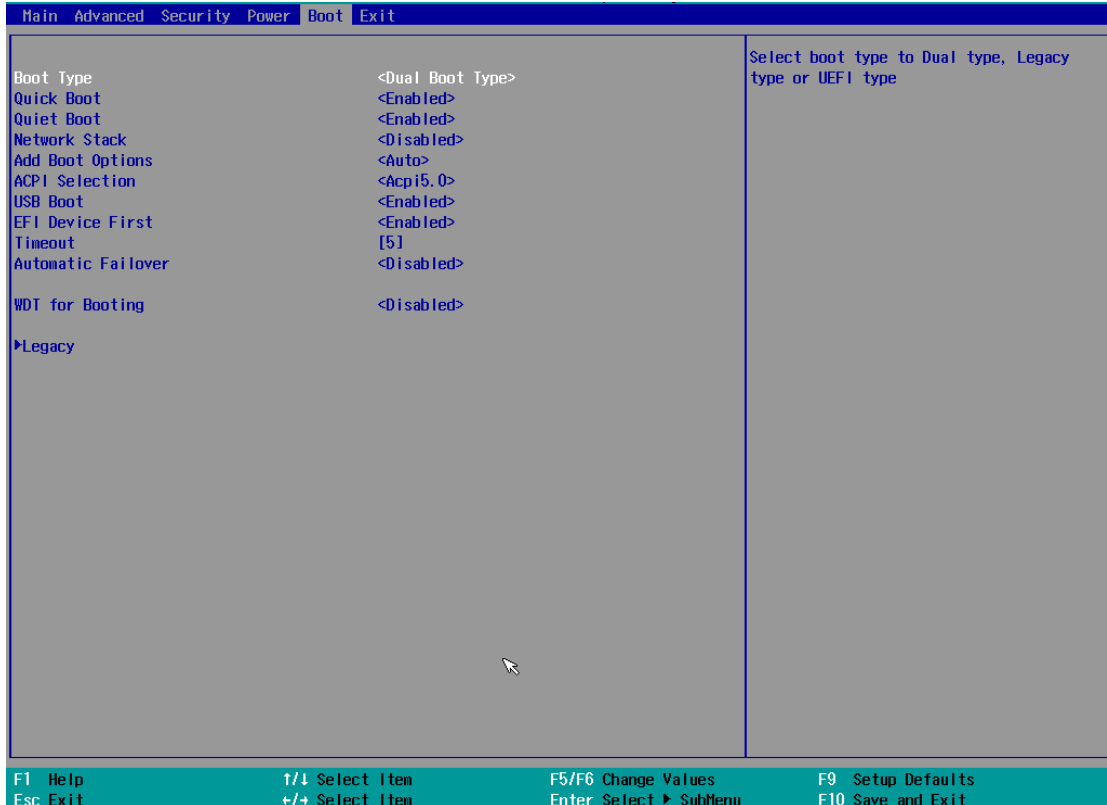 Main Advanced Security Power Boot Exit
Boot Type <Dual Boot Type>
Quick Boot <Enabled>
Quiet Boot <Enabled>
Network Stack <Disabled>
Add Boot Options <Auto>
ACPI Selection <Acpi5.0>
USB Boot <Enabled>
EFI Device First <Enabled>
Timeout [5]
Automatic Failover <Disabled>
WDT for Booting <Disabled>
▶Legacy
Select boot type to Dual type, Legacy
type or UEFI type
F1 Help ↑/↓ Select Item F5/F6 Change Values F9 Setup Defaults
Esc Exit ←/→ Select Item Enter Select ▶ SubMenu F10 Save and Exit